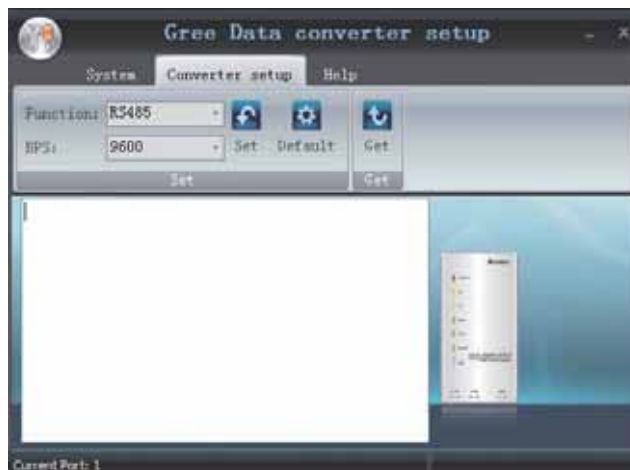 Gree Data converter setup
System Converter setup Help
Function: RS485
BPS: 9600 Set Default Get
Set Get
Current Port: 1